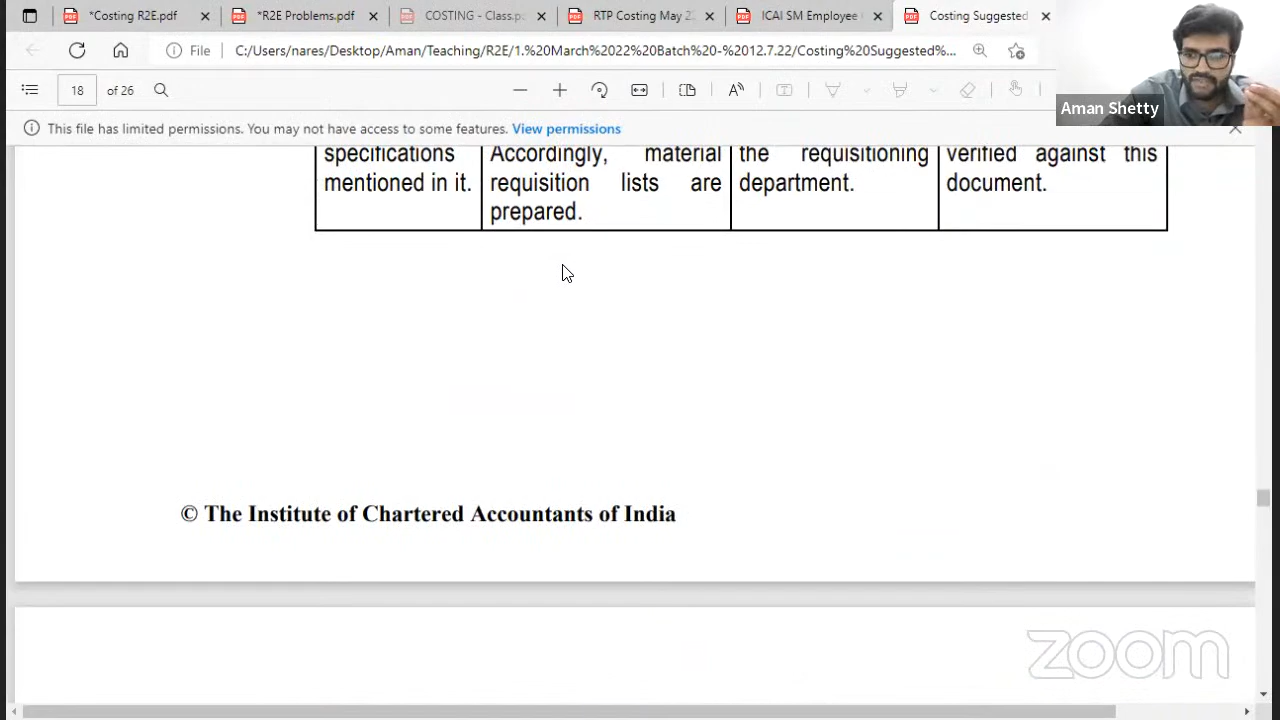 *Costing R2E.pdf
*R2E Problems.pdf
COSTING - Class.p
RTP Costing May 2
ICAI SM Employee
Costing Suggested
File
C:/Users/nares/Desktop/Aman/Teaching/R2E/1.%20March%2022%20Batch%20-%2012.7.22/Costing%20Suggested%...
18
of 26
Aman Shetty
This file has limited permissions. You may not have access to some features. View permissions
specifications
mentioned in it.
Accordingly, material
requisition lists are
prepared.
the requisitioning
department.
verified against this
document.
© The Institute of Chartered Accountants of India
zoom